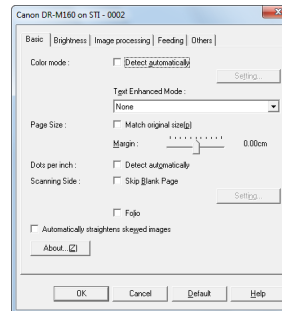 Canon DR-M160 on STI - 0002
Basic Brightness Image processing Feeding Others
Color mode : Detect automatically
Setting...
Text Enhanced Mode :
None
Page Size : Match original size(p)
Margin : 0.00cm
Dots per inch : Detect automatically
Scanning Side : Skip Blank Page
Setting...
Folio
Automatically straightens skewed images
About...(Z)
OK Cancel Default Help